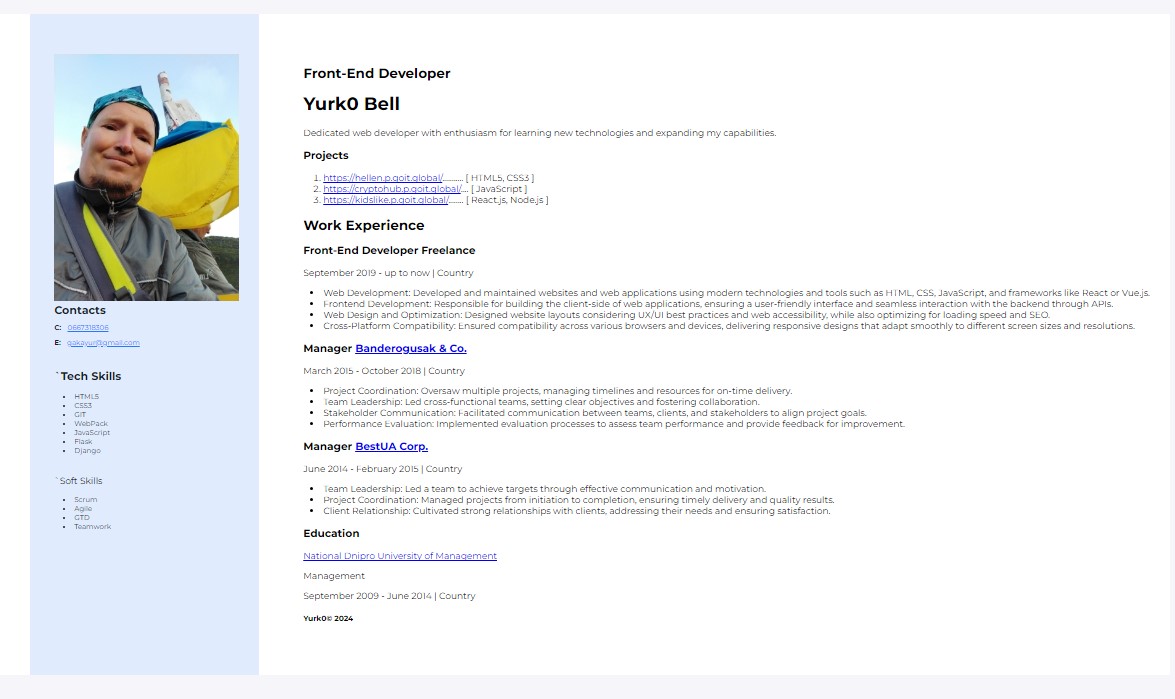 Contacts
C: 0667318306
E: gakayur@gmail.com
`Tech Skills
HTML5
CSS3
GIT
WebPack
JavaScript
Flask
Django
`Soft Skills
Scrum
Agile
GTD
Teamwork
Front-End Developer
Yurk0 Bell
Dedicated web developer with enthusiasm for learning new technologies and expanding my capabilities.
Projects
1. https://hellen.p.goit.global/.......... [ HTML5, CSS3 ]
2. https://cryptohub.p.goit.global/.... [ JavaScript ]
3. https://kidslike.p.goit.global/....... [ React.js, Node.js ]
Work Experience
Front-End Developer Freelance
September 2019 - up to now | Country
Web Development: Developed and maintained websites and web applications using modern technologies and tools such as HTML, CSS, JavaScript, and frameworks like React or Vue.js.
Frontend Development: Responsible for building the client-side of web applications, ensuring a user-friendly interface and seamless interaction with the backend through APIs.
Web Design and Optimization: Designed website layouts considering UX/UI best practices and web accessibility, while also optimizing for loading speed and SEO.
Cross-Platform Compatibility: Ensured compatibility across various browsers and devices, delivering responsive designs that adapt smoothly to different screen sizes and resolutions.
Manager Banderogusak & Co.
March 2015 - October 2018 | Country
Project Coordination: Oversaw multiple projects, managing timelines and resources for on-time delivery.
Team Leadership: Led cross-functional teams, setting clear objectives and fostering collaboration.
Stakeholder Communication: Facilitated communication between teams, clients, and stakeholders to align project goals.
Performance Evaluation: Implemented evaluation processes to assess team performance and provide feedback for improvement.
Manager BestUA Corp.
June 2014 - February 2015 | Country
Team Leadership: Led a team to achieve targets through effective communication and motivation.
Project Coordination: Managed projects from initiation to completion, ensuring timely delivery and quality results.
Client Relationship: Cultivated strong relationships with clients, addressing their needs and ensuring satisfaction.
Education
National Dnipro University of Management
Management
September 2009 - June 2014 | Country
Yurk0© 2024